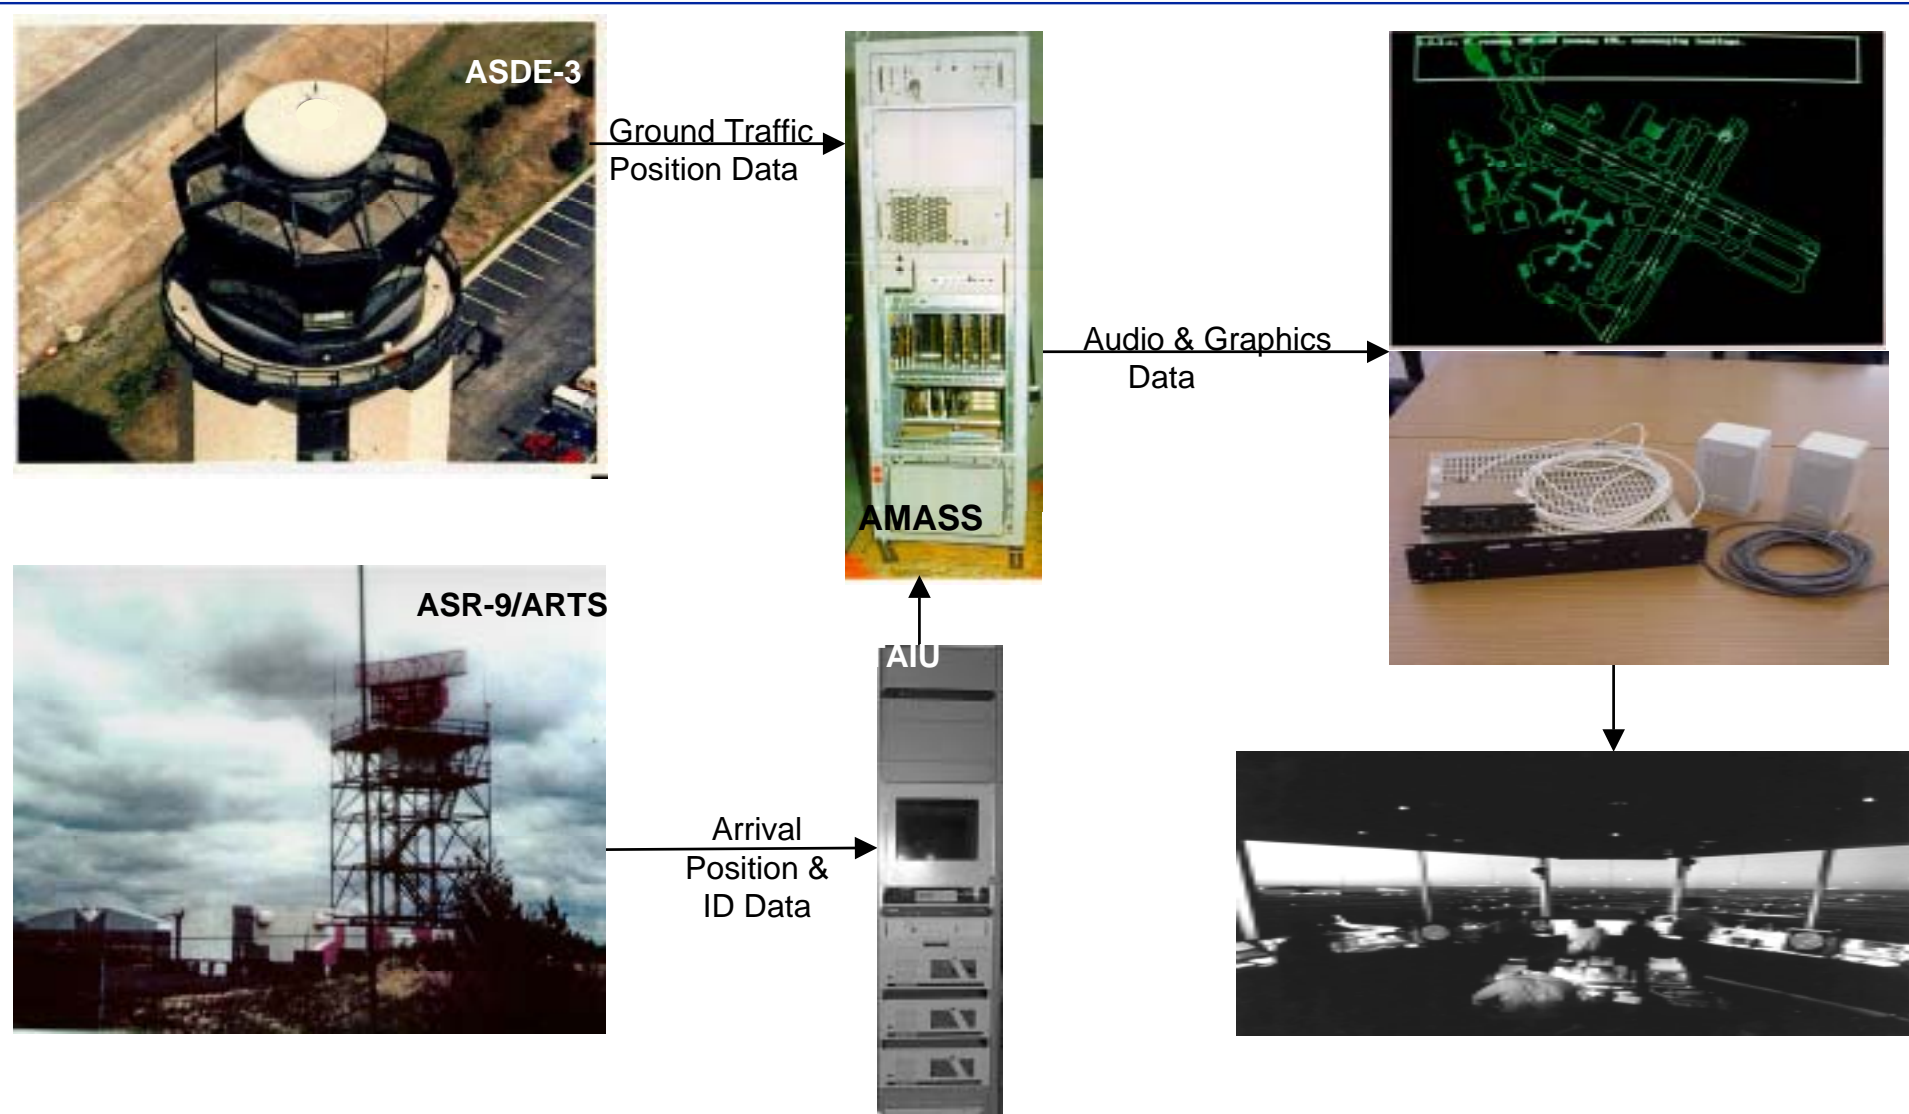 ASDE-3
Ground Traffic
Position Data
AMASS
Audio & Graphics
Data
ASR-9/ARTS
AIU
Arrival
Position &
ID Data